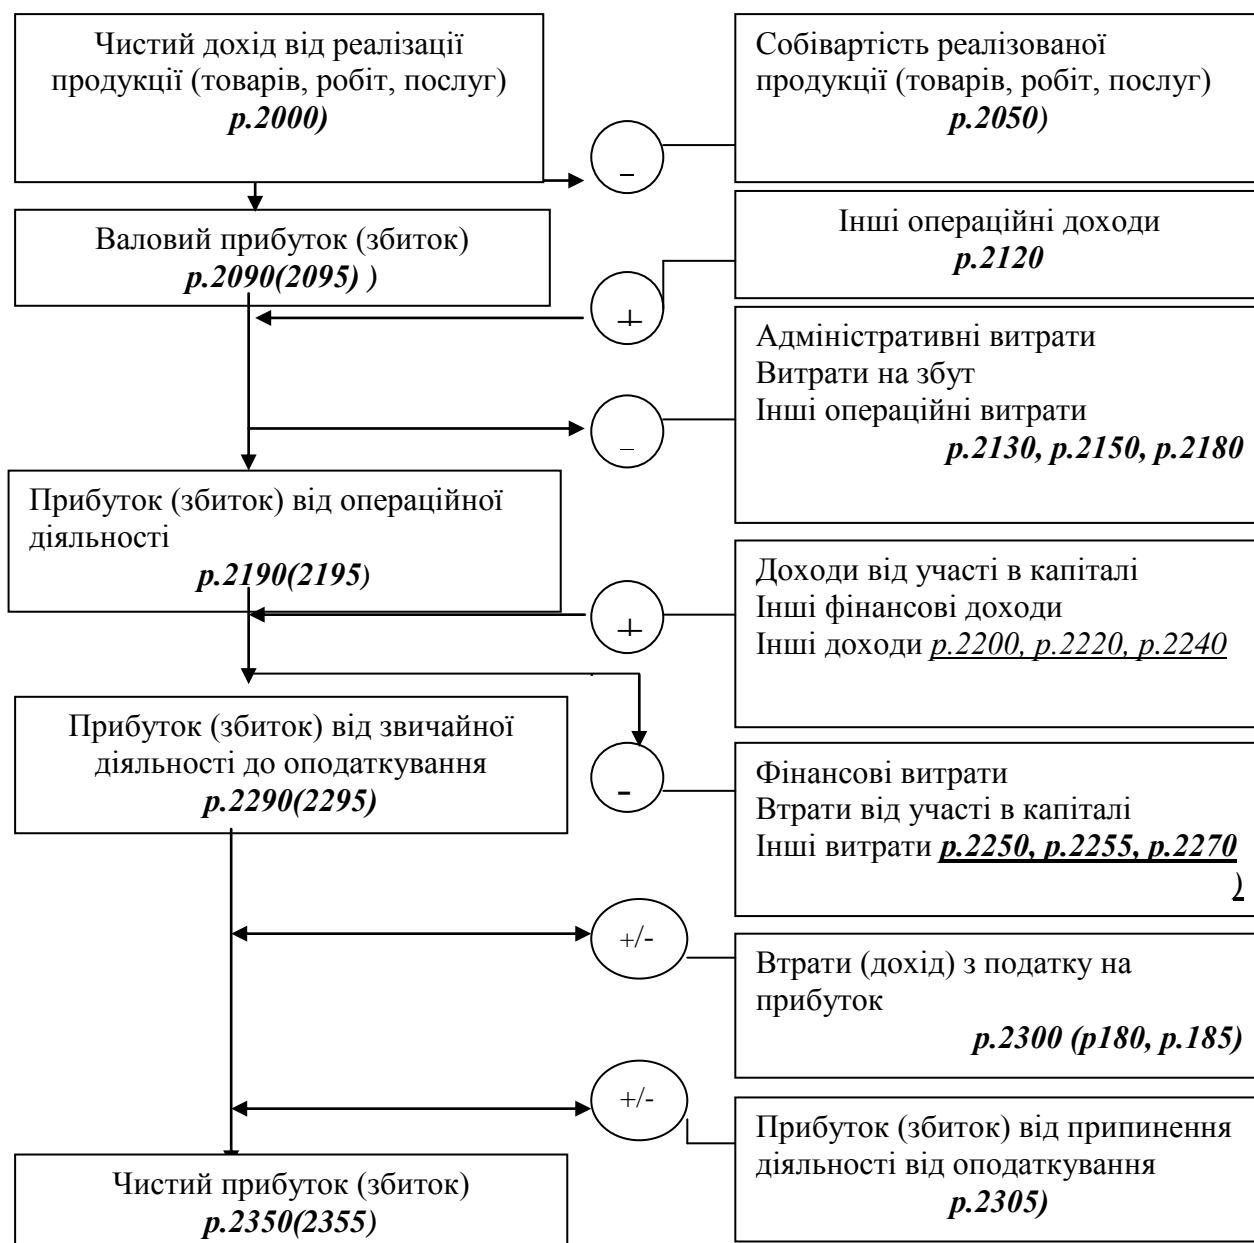 Чистий дохід від реалізації
продукції (товарів, робіт, послуг)
р.2000)
Собівартість реалізованої
продукції (товарів, робіт, послуг)
р.2050)
–
Валовий прибуток (збиток)
р.2090(2095) )
Інші операційні доходи
р.2120
+
Адміністративні витрати
Витрати на збут
Інші операційні витрати
р.2130, р.2150, р.2180
–
Прибуток (збиток) від операційної
діяльності
р.2190(2195)
Доходи від участі в капіталі
Інші фінансові доходи
Інші доходи р.2200, р.2220, р.2240
+
Прибуток (збиток) від звичайної
діяльності до оподаткування
р.2290(2295)
-
Фінансові витрати
Втрати від участі в капіталі
Інші витрати р.2250, р.2255, р.2270
)
+/-
Втрати (дохід) з податку на
прибуток
р.2300 (р180, р.185)
+/-
Прибуток (збиток) від припинення
діяльності від оподаткування
р.2305)
Чистий прибуток (збиток)
р.2350(2355)